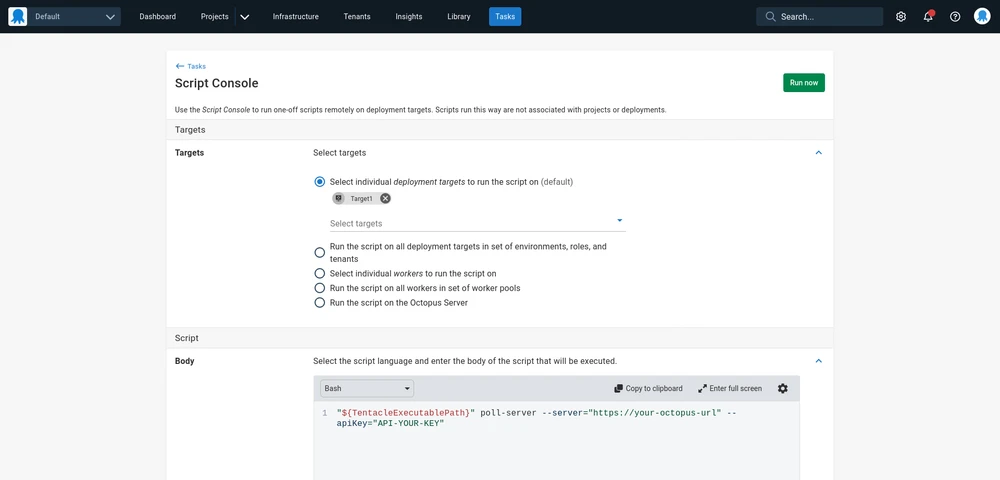 Default
Dashboard
Projects
Infrastructure
Tenants
Insights
Library
Tasks
Search...
Tasks
Script Console
Run now
Use the Script Console to run one-off scripts remotely on deployment targets. Scripts run this way are not associated with projects or deployments.
Targets
Targets
Select targets
Select individual deployment targets to run the script on (default)
Target1
Select targets
Run the script on all deployment targets in set of environments, roles, and
tenants
Select individual workers to run the script on
Run the script on all workers in set of worker pools
Run the script on the Octopus Server
Script
Body
Select the script language and enter the body of the script that will be executed.
Bash
Copy to clipboard
Enter full screen
1
"${TentacleExecutablePath}" poll-server --server="https://your-octopus-url" --
apiKey="API-YOUR-KEY"